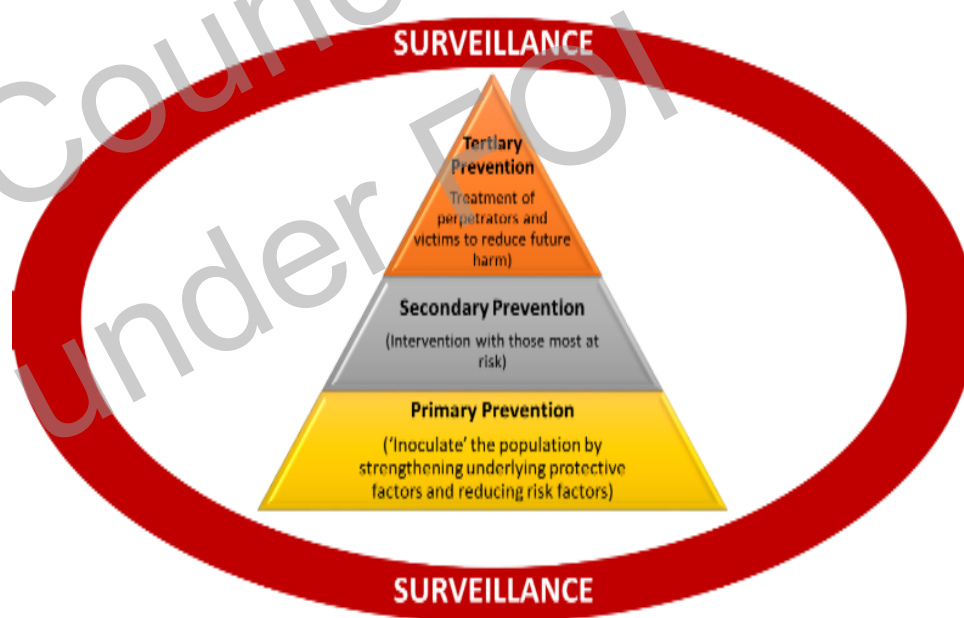 SURVEILLANCE
Tertiary
Prevention
Treatment of
perpetrators and
victims to reduce future
harm)
Secondary Prevention
(Intervention with those most at
risk)
Primary Prevention
('Inoculate' the population by
strengthening underlying protective
factors and reducing risk factors)
SURVEILLANCE
Counc
under FOI